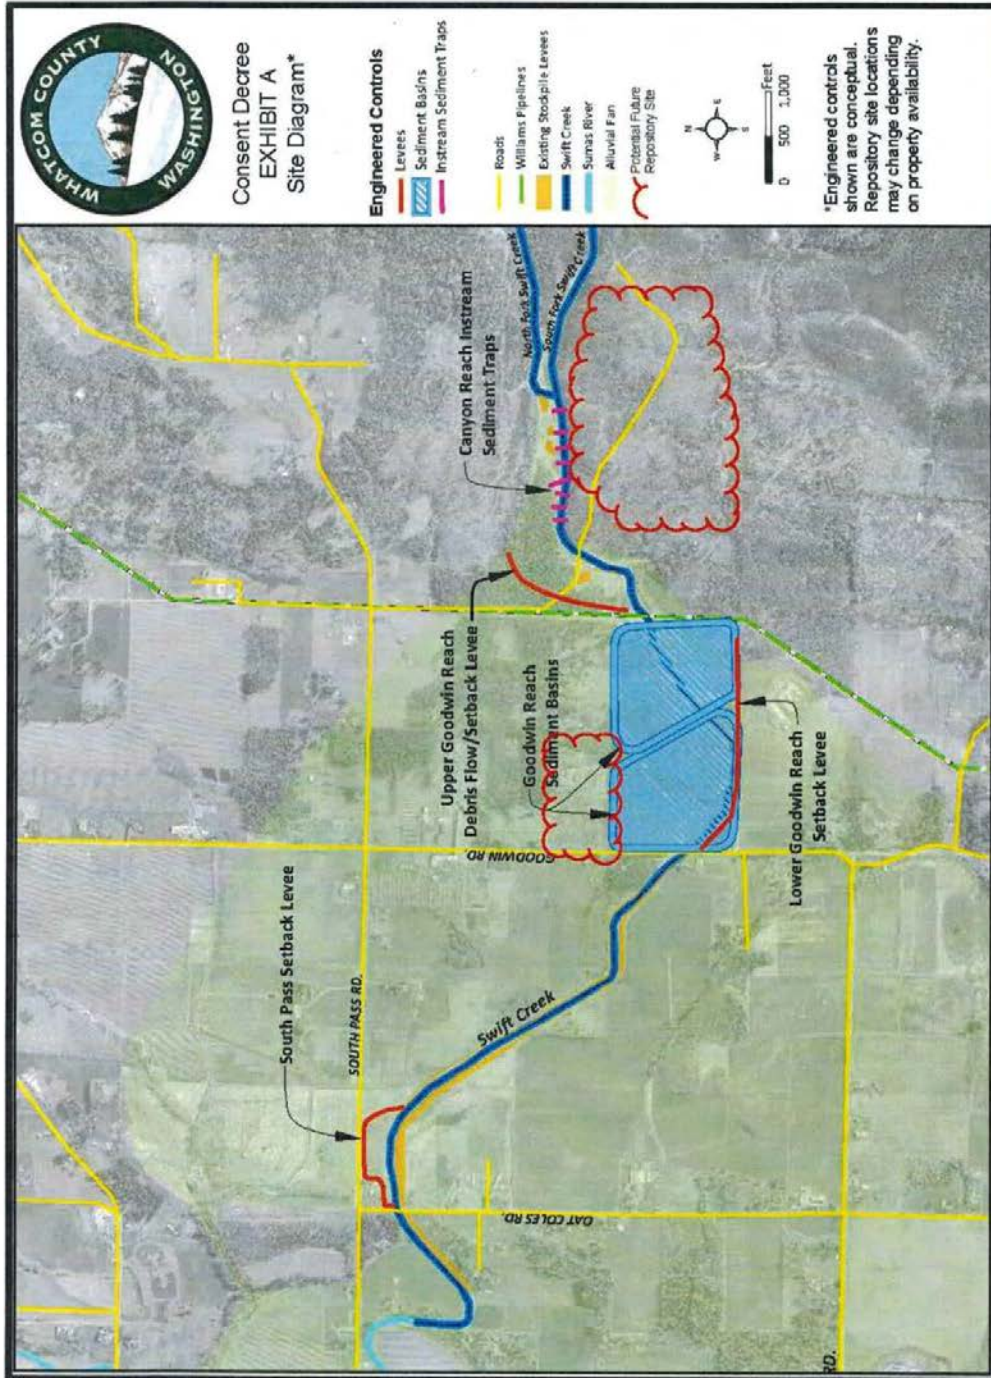 WHATCOM COUNTY
WASHINGTON
Consent Decree
EXHIBIT A
Site Diagram*
Engineered Controls
Levees
Sediment Basins
Instream Sediment Traps
Roads
Williams Pipelines
Existing Stockpile Levees
Swift Creek
Sumas River
Alluvial Fan
Potential Future
Repository Site
N
W
E
S
Feet
0 500 1,000
*Engineered controls
shown are conceptual.
Repository site locations
may change depending
on property availability.
North Fork Swift Creek
South Fork Swift Creek
Canyon Reach Instream
Sediment Traps
Upper Goodwin Reach
Debris Flow/Setback Levee
Goodwin Reach
Sediment Basins
Lower Goodwin Reach
Setback Levee
GOODWIN RD.
South Pass Setback Levee
SOUTH PASS RD.
Swift Creek
OAT COLES RD.
RD.